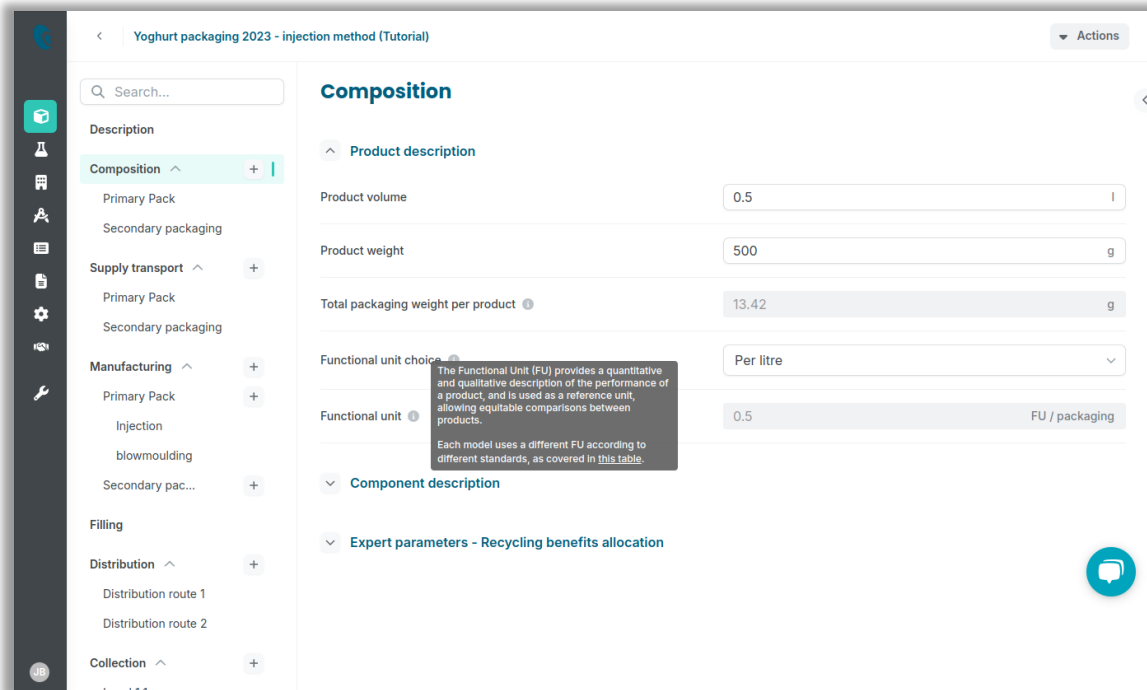 Yoghurt packaging 2023 - injection method (Tutorial)
Actions
Search...
Description
Composition
Primary Pack
Secondary packaging
Supply transport
Primary Pack
Secondary packaging
Manufacturing
Primary Pack
Injection
blowmoulding
Secondary pac...
Filling
Distribution
Distribution route 1
Distribution route 2
Collection
JB
Composition
Product description
Product volume
0.5
l
Product weight
500
g
Total packaging weight per product
13.42
g
Functional unit choice
Per litre
The Functional Unit (FU) provides a quantitative
and qualitative description of the performance of
a product, and is used as a reference unit,
allowing equitable comparisons between
products.
Each model uses a different FU according to
different standards, as covered in this table.
Functional unit
0.5
FU / packaging
Component description
Expert parameters - Recycling benefits allocation